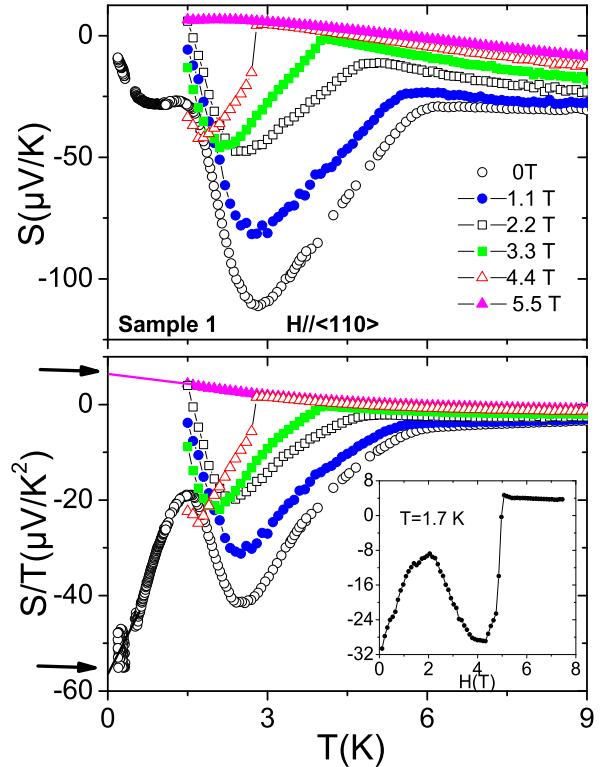 0
-50
-100
S(µV/K)
0T
1.1 T
2.2 T
3.3 T
4.4 T
5.5 T
Sample 1
H//<110>
0
-20
-40
-60
S/T(µV/K²)
4
-4
-8
-16
-24
-32
T=1.7 K
0 2 4 6 8
H(T)
0 3 6 9
T(K)